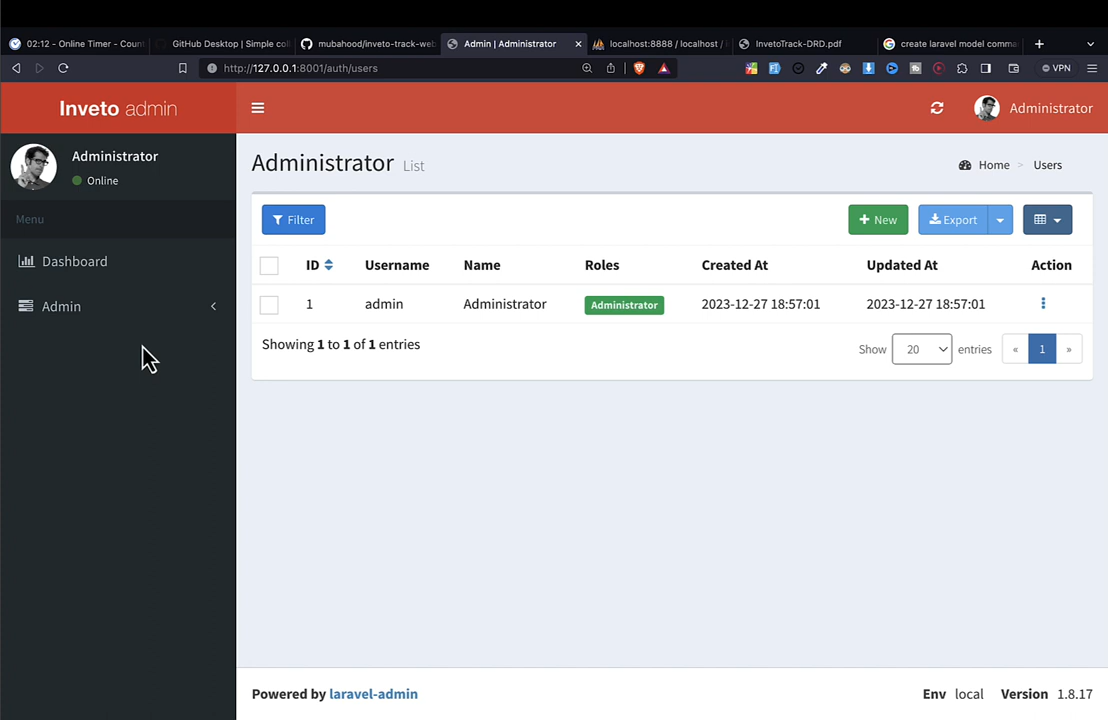 02:12 - Online Timer - Coun
GitHub Desktop | Simple col
mubahood/inveto-track-web
Admin | Administrator
localhost:8888 / localhost /
InvetoTrack-DRD.pdf
create laravel model comma
http://127.0.0.1:8001/auth/users
VPN
Inveto admin
Administrator
Administrator
Online
Menu
Dashboard
Admin
Administrator List
Home > Users
Filter
New
Export
ID Username Name Roles Created At Updated At Action
1 admin Administrator Administrator 2023-12-27 18:57:01 2023-12-27 18:57:01
Showing 1 to 1 of 1 entries
Show 20 entries « 1 »
Powered by laravel-admin
Env local Version 1.8.17